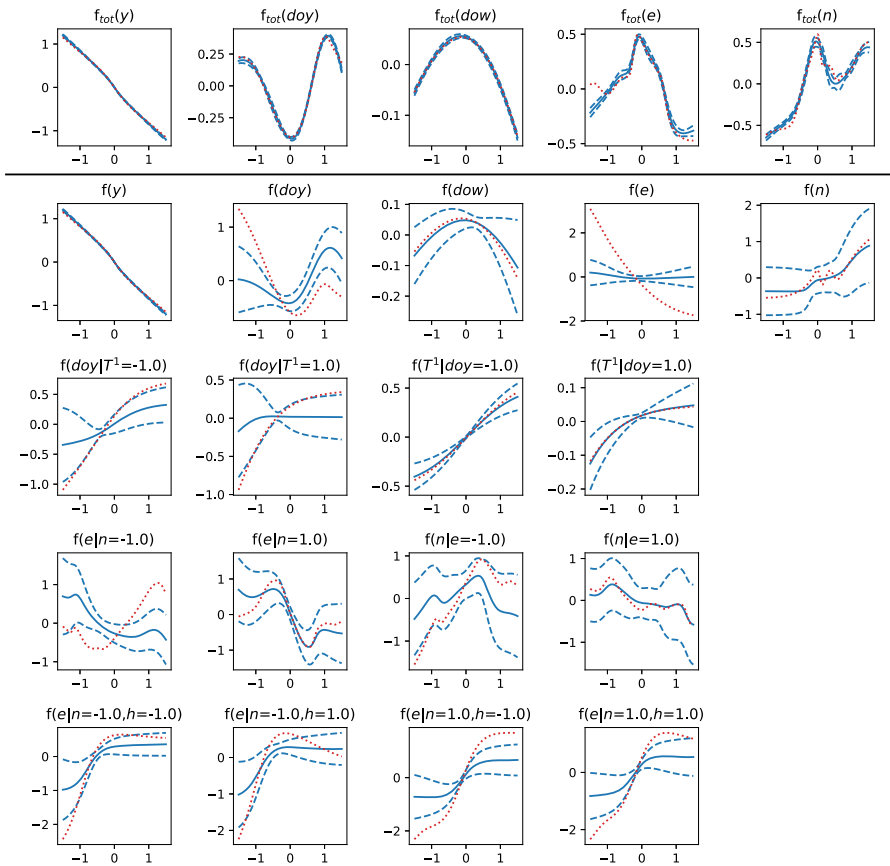 f_tot(y) f_tot(doy) f_tot(dow) f_tot(e) f_tot(n)
1 0.25 0.0 0.5 0.5
0 0.00 −0.1 0.0 0.0
−1 −0.25 −0.5 −0.5
−1 0 1 −1 0 1 −1 0 1 −1 0 1 −1 0 1
f(y) f(doy) f(dow) f(e) f(n)
1 1 0.1 2 2
0 0 0.0 0 1
−1 −0.1 −2 0
−0.2 −1
−1 0 1 −1 0 1 −1 0 1 −1 0 1 −1 0 1
f(doy|T¹=-1.0) f(doy|T¹=1.0) f(T¹|doy=-1.0) f(T¹|doy=1.0)
0.5 0.5 0.5 0.1
0.0 0.0 0.0 0.0
−0.5 −0.5 −0.5 −0.1
−1.0 −1.0 −0.2
−1 0 1 −1 0 1 −1 0 1 −1 0 1
f(e|n=-1.0) f(e|n=1.0) f(n|e=-1.0) f(n|e=1.0)
1 1 1 1
0 0 0 0
−1 −1 −1 −1
−1 0 1 −1 0 1 −1 0 1 −1 0 1
f(e|n=-1.0,h=-1.0) f(e|n=-1.0,h=1.0) f(e|n=1.0,h=-1.0) f(e|n=1.0,h=1.0)
0 0 0 0
−1 −1 −2 −2
−2 −2
−1 0 1 −1 0 1 −1 0 1 −1 0 1